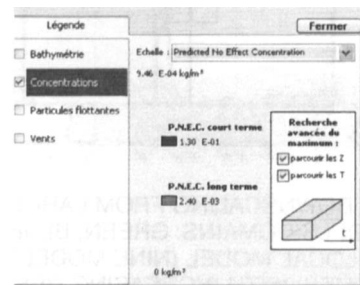 Légende
Fermer
Bathymétrie
Echelle : Predicted No Effect Concentration
9.46 E-04 kg/m³
Concentrations
Particules flottantes
Vents
P.N.E.C. court terme
1.30 E-01
P.N.E.C. long terme
2.40 E-03
Recherche
avancée du
maximum :
parcourir les Z
parcourir les T
t
0 kg/m³